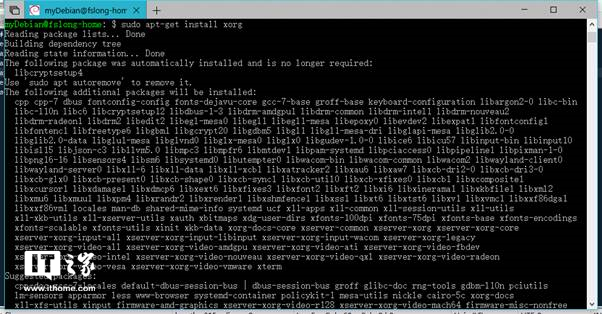 myDebian@fslong-home:
myDebian@fslong-home: $ sudo apt-get install xorg
Reading package lists... Done
Building dependency tree
Reading state information... Done
The following package was automatically installed and is no longer required:
libcryptsetup4
Use 'sudo apt autoremove' to remove it.
The following additional packages will be installed:
cpp cpp-7 dbus fontconfig-config fonts-dejavu-core gcc-7-base groff-base keyboard-configuration libargon2-0 libc-bin
libc-l10n libc6 libcryptsetup12 libdbus-1-3 libdrm-amdgpu1 libdrm-common libdrm-intel1 libdrm-nouveau2
libdrm-radeon1 libdrm2 libedit2 libegl-mesa0 libegl1 libegl1-mesa libepoxy0 libevdev2 libexpat1 libfontconfig1
libfontenc1 libfreetype6 libgbm1 libgcrypt20 libgdbm5 libgl1 libgl1-mesa-dri libglapi-mesa libglib2.0-0
libglib2.0-data libglu1-mesa libglvnd0 libglx-mesa0 libglx0 libgudev-1.0-0 libice6 libicu57 libinput-bin libinput10
libisl15 libjson-c3 libllvm5.0 libmpc3 libmpfr6 libmtdev1 libpam-systemd libpciaccess0 libpipeline1 libpixman-1-0
libpng16-16 libsensors4 libsm6 libsystemd0 libutempter0 libwacom-bin libwacom-common libwacom2 libwayland-client0
libwayland-server0 libx11-6 libx11-data libx11-xcb1 libxatracker2 libxau6 libxaw7 libxcb-dri2-0 libxcb-dri3-0
libxcb-glx0 libxcb-present0 libxcb-shape0 libxcb-sync1 libxcb-util0 libxcb-xfixes0 libxcb1 libxcomposite1
libxcursor1 libxdamage1 libxdmcp6 libxext6 libxfixes3 libxfont2 libxft2 libxi6 libxinerama1 libxkbfile1 libxml2
libxmu6 libxmuu1 libxpm4 libxrandr2 libxrender1 libxshmfence1 libxss1 libxt6 libxtst6 libxv1 libxvmc1 libxxf86dga1
libxxf86vm1 locales man-db shared-mime-info systemd ucf x11-apps x11-common x11-session-utils x11-utils
x11-xkb-utils x11-xserver-utils xauth xbitmaps xdg-user-dirs xfonts-100dpi xfonts-75dpi xfonts-base xfonts-encodings
xfonts-scalable xfonts-utils xinit xkb-data xorg-docs-core xserver-common xserver-xorg xserver-xorg-core
xserver-xorg-input-all xserver-xorg-input-libinput xserver-xorg-input-wacom xserver-xorg-legacy
xserver-xorg-video-all xserver-xorg-video-amdgpu xserver-xorg-video-ati xserver-xorg-video-fbdev
xserver-xorg-video-intel xserver-xorg-video-nouveau xserver-xorg-video-qxl xserver-xorg-video-radeon
xserver-xorg-video-vesa xserver-xorg-video-vmware xterm
Suggested packages:
gcc-7-locales default-dbus-session-bus | dbus-session-bus groff glibc-doc rng-tools gdbm-l10n pciutils
lm-sensors apparmor less www-browser systemd-container policykit-1 mesa-utils nickle cairo-5c xorg-docs
x11-xfs-utils xinput firmware-amd-graphics xserver-xorg-video-r128 xserver-xorg-video-mach64 firmware-misc-nonfree
IT之家
www.ithome.com